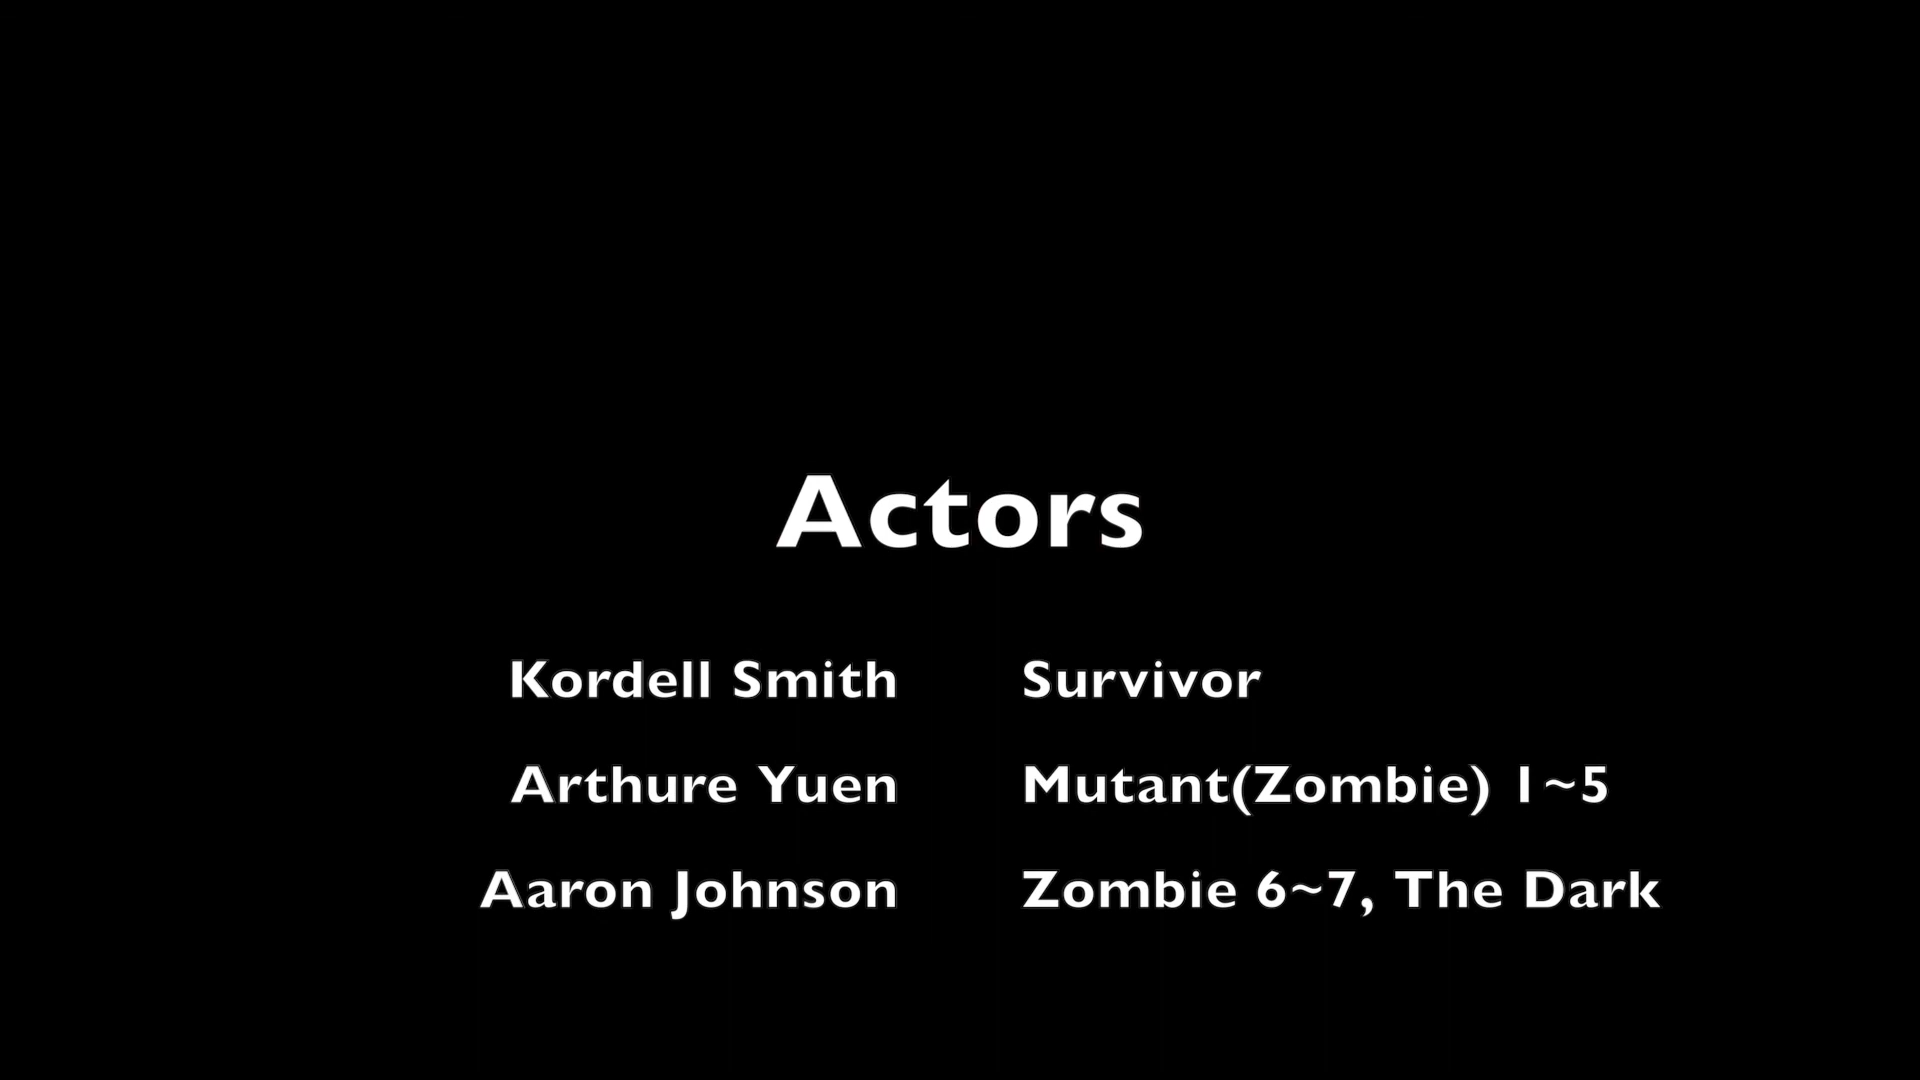 Actors
Kordell Smith Survivor
Arthure Yuen Mutant(Zombie) 1~5
Aaron Johnson Zombie 6~7, The Dark